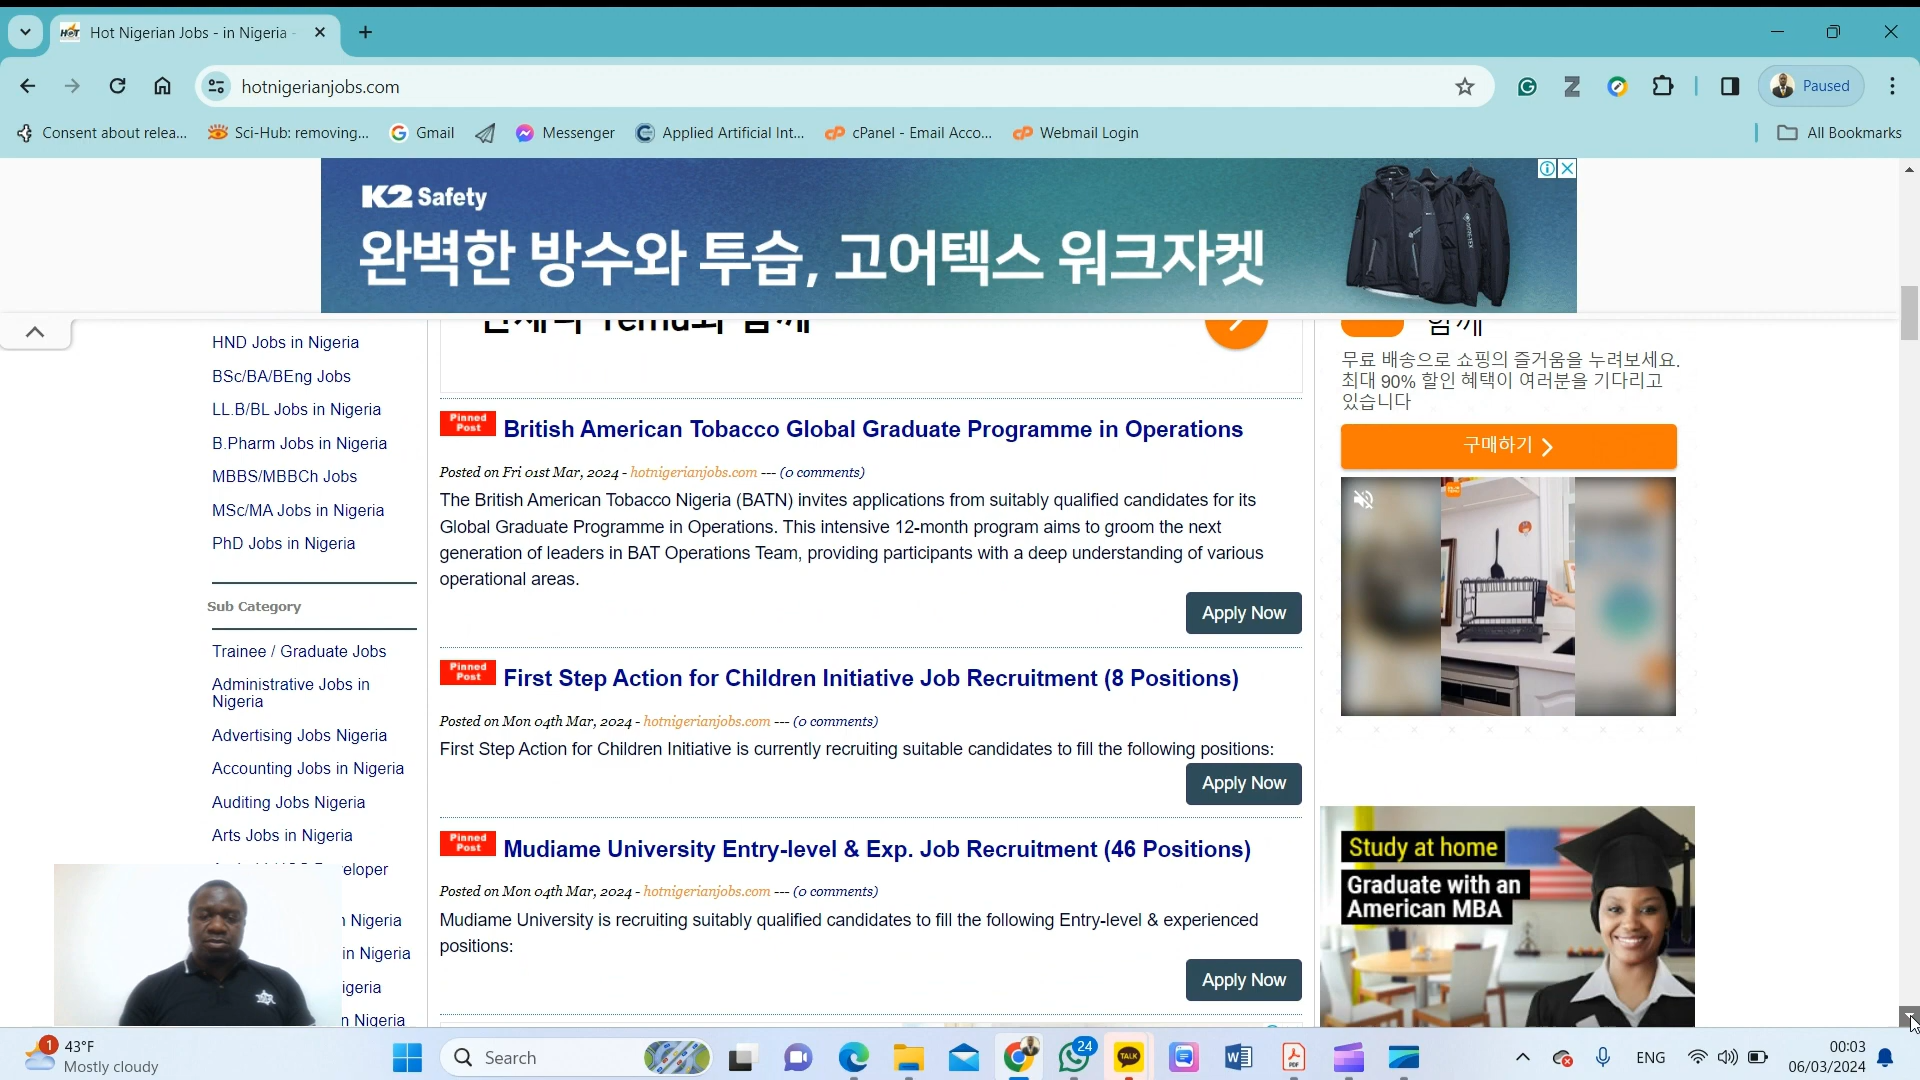 Hot Nigerian Jobs - in Nigeria -
hotnigerianjobs.com
Paused
Consent about relea...
Sci-Hub: removing...
Gmail
Messenger
Applied Artificial Int...
cPanel - Email Acco...
Webmail Login
All Bookmarks
K2 Safety
완벽한 방수와 투습, 고어텍스 워크자켓
HND Jobs in Nigeria
BSc/BA/BEng Jobs
LL.B/BL Jobs in Nigeria
B.Pharm Jobs in Nigeria
MBBS/MBBCh Jobs
MSc/MA Jobs in Nigeria
PhD Jobs in Nigeria
Sub Category
Trainee / Graduate Jobs
Administrative Jobs in
Nigeria
Advertising Jobs Nigeria
Accounting Jobs in Nigeria
Auditing Jobs Nigeria
Arts Jobs in Nigeria
eloper
Nigeria
in Nigeria
igeria
n Nigeria
Pinned Post
British American Tobacco Global Graduate Programme in Operations
Posted on Fri 01st Mar, 2024 - hotnigerianjobs.com --- (0 comments)
The British American Tobacco Nigeria (BATN) invites applications from suitably qualified candidates for its
Global Graduate Programme in Operations. This intensive 12-month program aims to groom the next
generation of leaders in BAT Operations Team, providing participants with a deep understanding of various
operational areas.
Apply Now
Pinned Post
First Step Action for Children Initiative Job Recruitment (8 Positions)
Posted on Mon 04th Mar, 2024 - hotnigerianjobs.com --- (0 comments)
First Step Action for Children Initiative is currently recruiting suitable candidates to fill the following positions:
Apply Now
Pinned Post
Mudiame University Entry-level & Exp. Job Recruitment (46 Positions)
Posted on Mon 04th Mar, 2024 - hotnigerianjobs.com --- (0 comments)
Mudiame University is recruiting suitably qualified candidates to fill the following Entry-level & experienced
positions:
Apply Now
함께
무료 배송으로 쇼핑의 즐거움을 누려보세요.
최대 90% 할인 혜택이 여러분을 기다리고
있습니다
구매하기
Study at home
Graduate with an
American MBA
1
43°F
Mostly cloudy
Search
24
TALK
ENG
00:03
06/03/2024